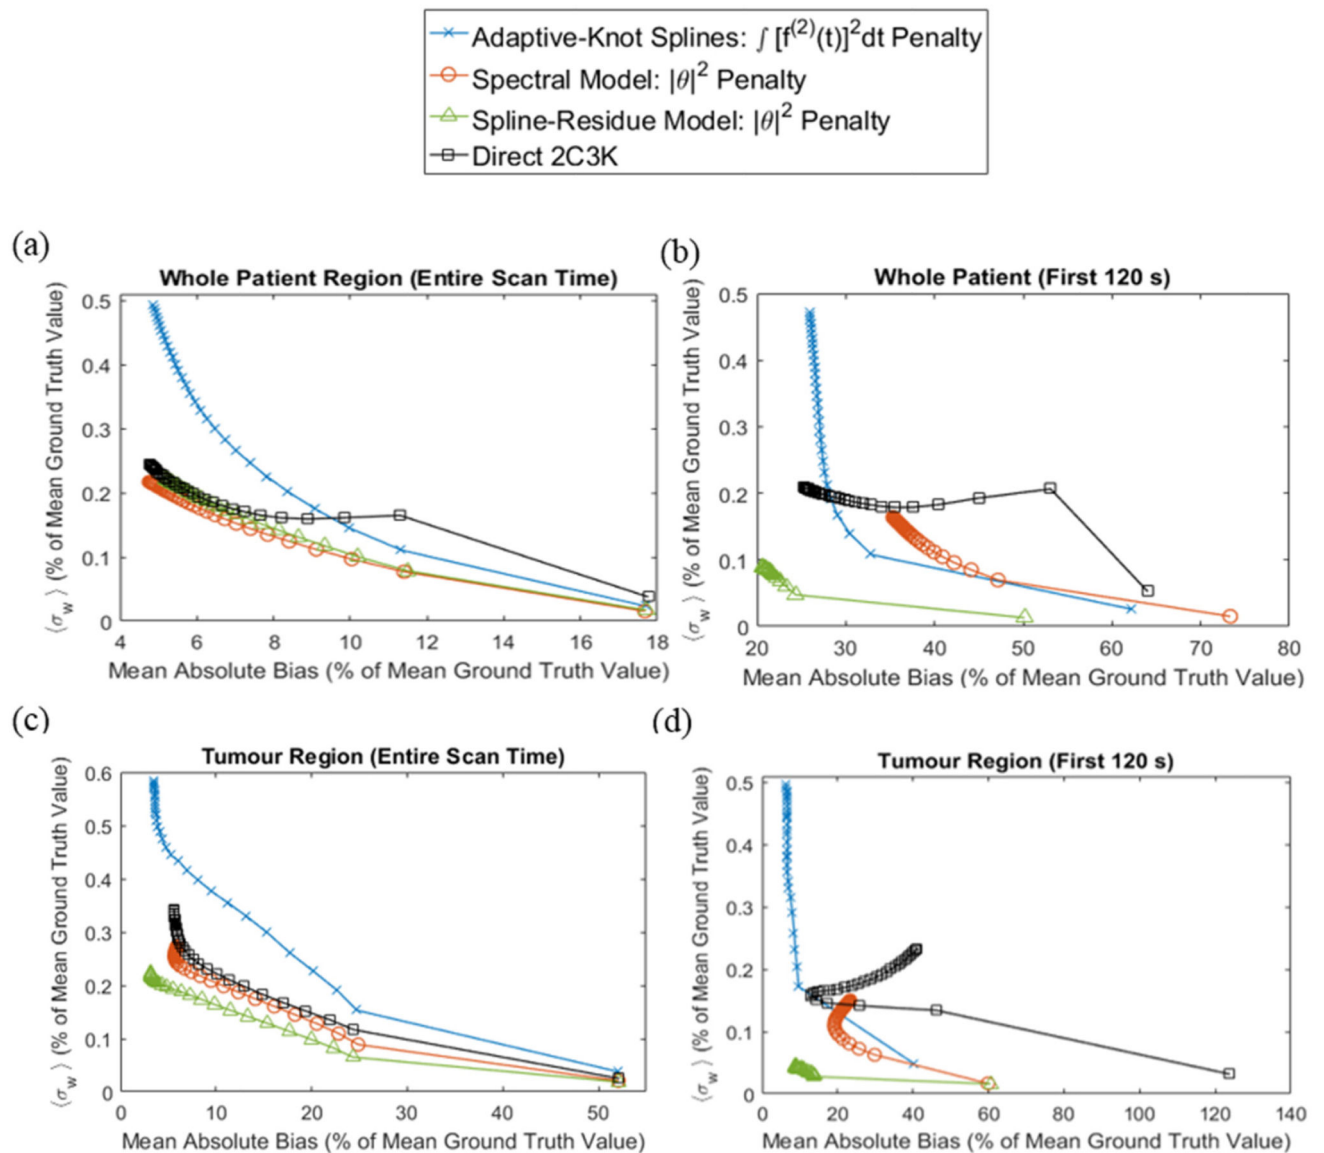 Adaptive-Knot Splines: ∫ [f⁽²⁾(t)]²dt Penalty
Spectral Model: |θ|² Penalty
Spline-Residue Model: |θ|² Penalty
Direct 2C3K
(a)
Whole Patient Region (Entire Scan Time)
⟨σ_w⟩ (% of Mean Ground Truth Value)
0.5
0.4
0.3
0.2
0.1
0
4 6 8 10 12 14 16 18
Mean Absolute Bias (% of Mean Ground Truth Value)
(b)
Whole Patient (First 120 s)
⟨σ_w⟩ (% of Mean Ground Truth Value)
0.5
0.4
0.3
0.2
0.1
0
20 30 40 50 60 70 80
Mean Absolute Bias (% of Mean Ground Truth Value)
(c)
Tumour Region (Entire Scan Time)
⟨σ_w⟩ (% of Mean Ground Truth Value)
0.6
0.5
0.4
0.3
0.2
0.1
0
0 10 20 30 40 50
Mean Absolute Bias (% of Mean Ground Truth Value)
(d)
Tumour Region (First 120 s)
⟨σ_w⟩ (% of Mean Ground Truth Value)
0.5
0.4
0.3
0.2
0.1
0
0 20 40 60 80 100 120 140
Mean Absolute Bias (% of Mean Ground Truth Value)